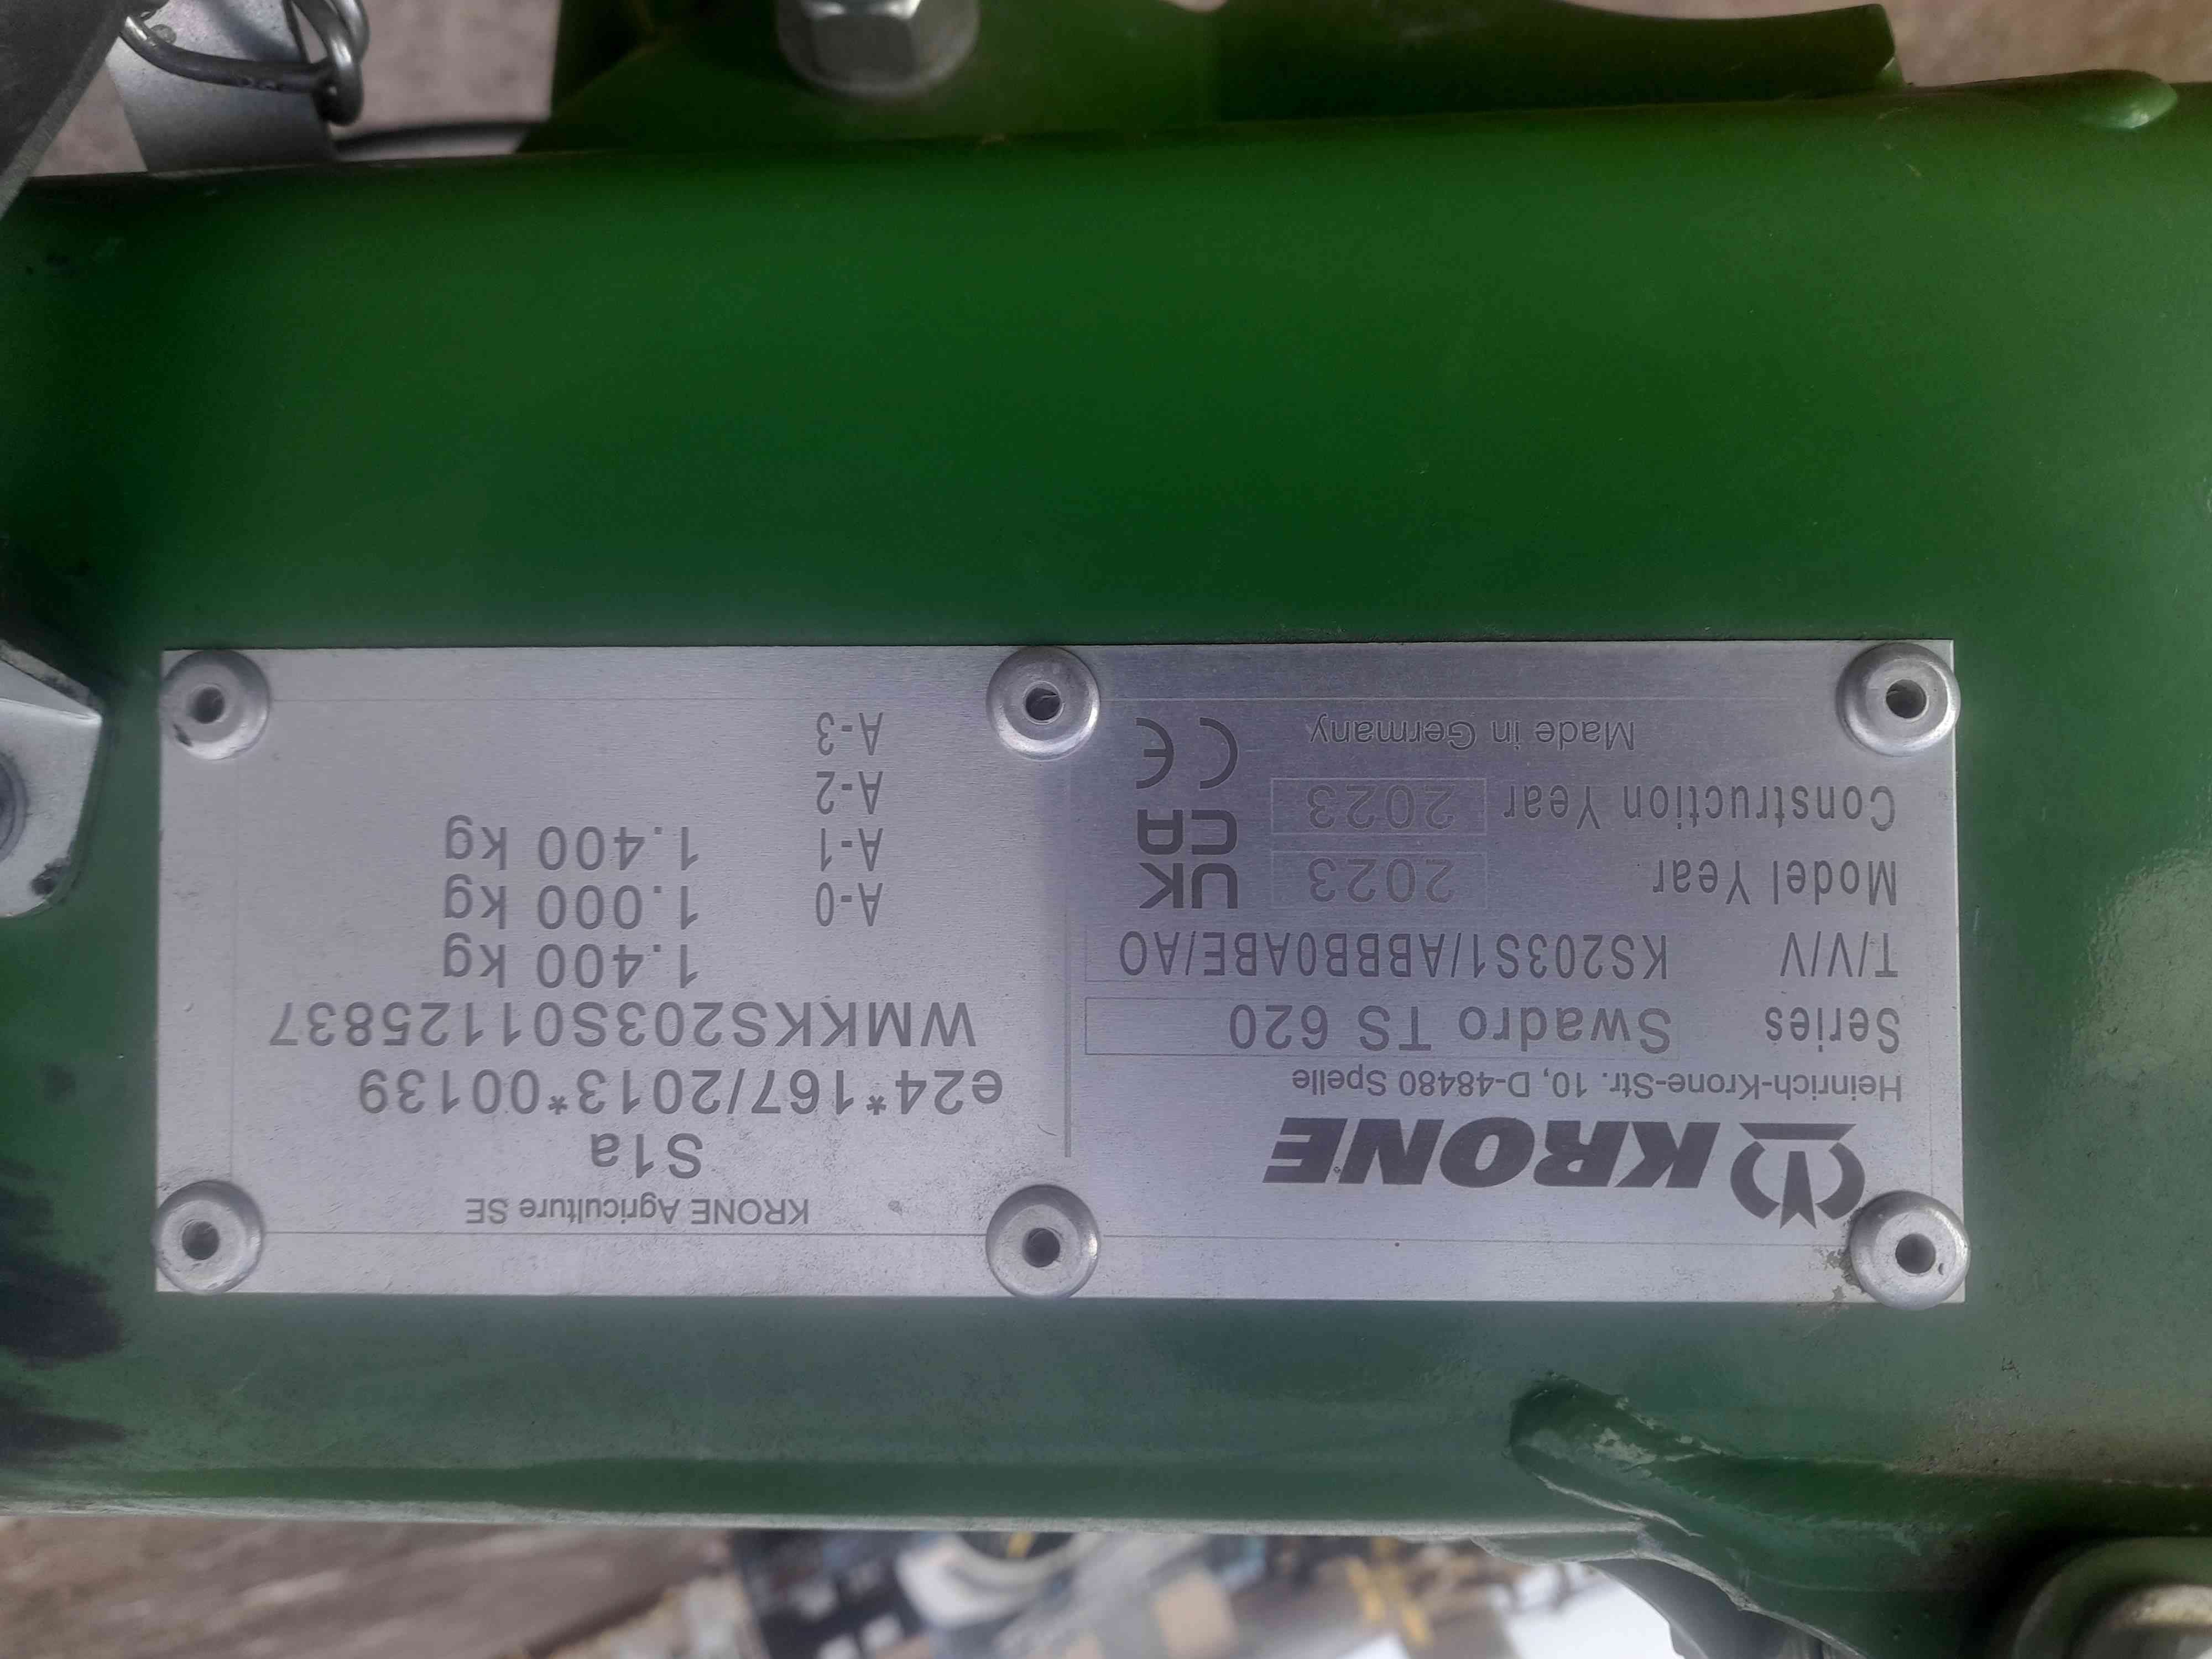 KRONE
Heinrich-Krone-Str. 10, D-48480 Spelle
Series Swadro TS 620
T/V/V KS203S1/ABBB0ABE/AO
Model Year 2023
Construction Year 2023
Made in Germany
UK
CA
CE
KRONE Agriculture SE
S1a
e24*167/2013*00139
WMKKS203S01125837
1.400 kg
A-0 1.000 kg
A-1 1.400 kg
A-2
A-3